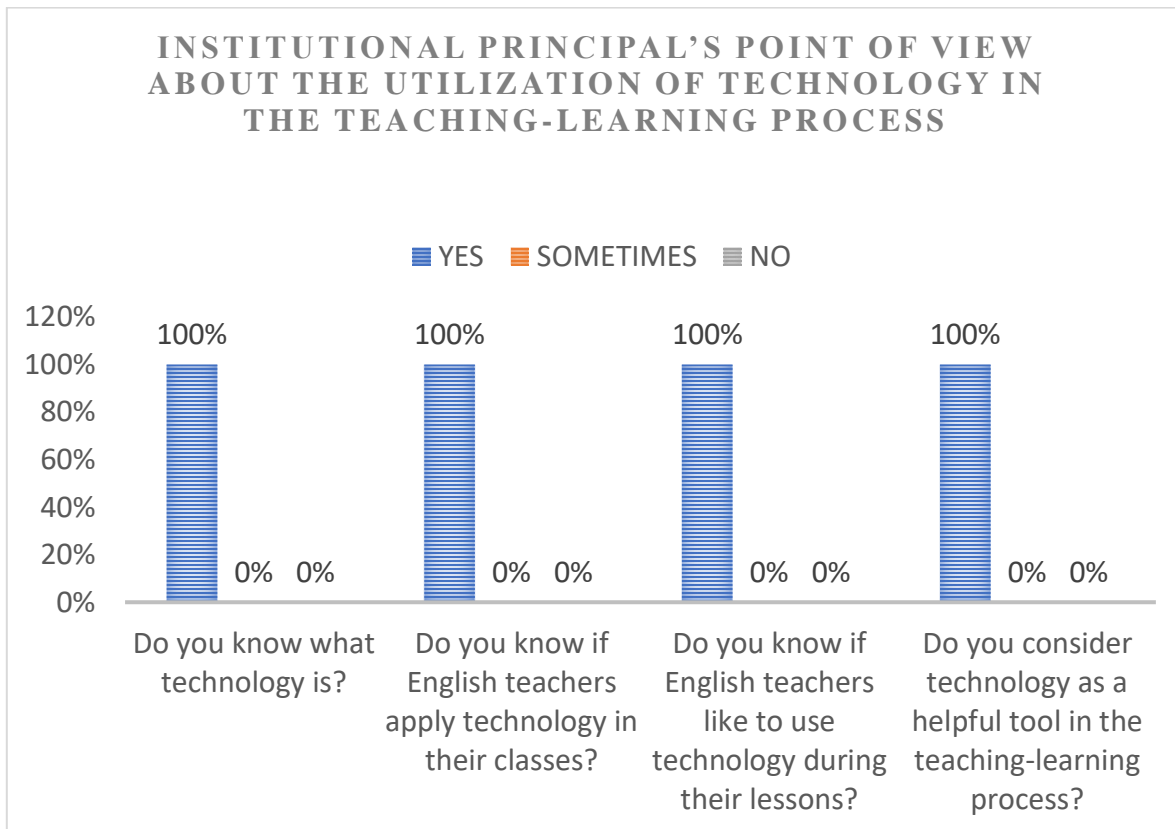 INSTITUTIONAL PRINCIPAL’S POINT OF VIEW
ABOUT THE UTILIZATION OF TECHNOLOGY IN
THE TEACHING-LEARNING PROCESS
YES SOMETIMES NO
120%
100%
80%
60%
40%
20%
0%
100% 0% 0%
100% 0% 0%
100% 0% 0%
100% 0% 0%
Do you know what
technology is?
Do you know if
English teachers
apply technology in
their classes?
Do you know if
English teachers
like to use
technology during
their lessons?
Do you consider
technology as a
helpful tool in the
teaching-learning
process?